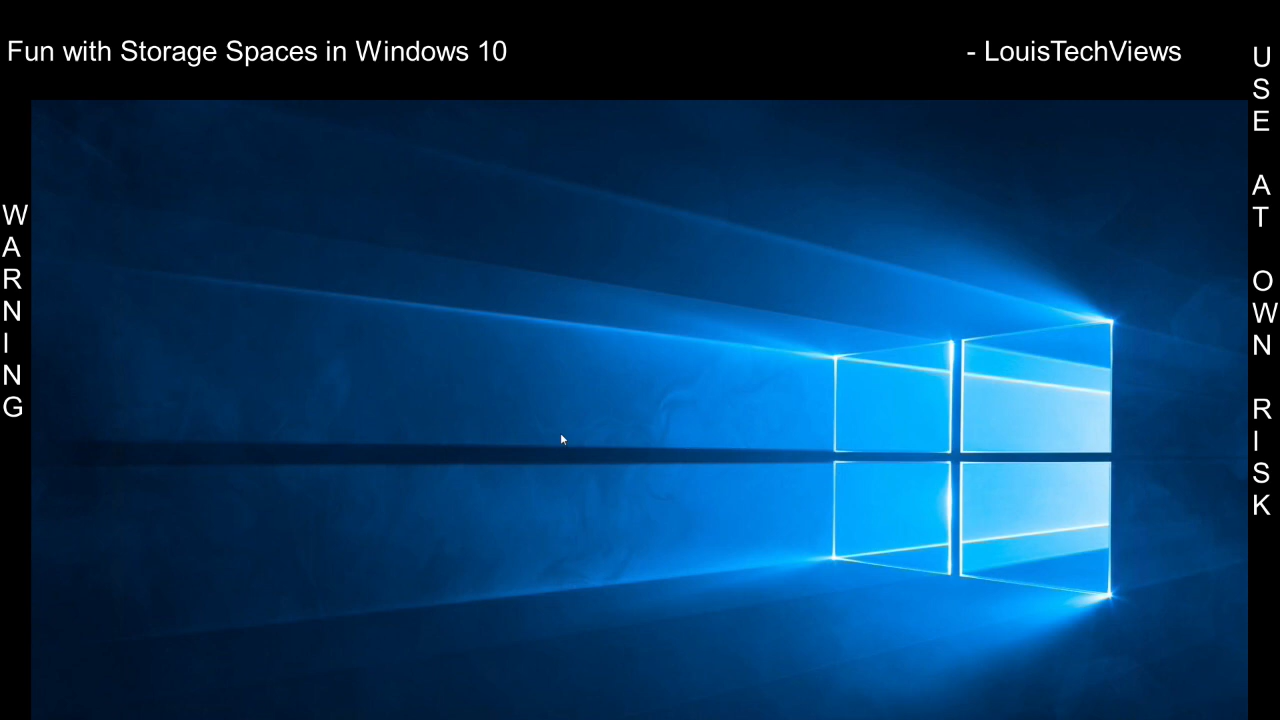 Fun with Storage Spaces in Windows 10
- LouisTechViews
WARNING
USE AT OWN RISK